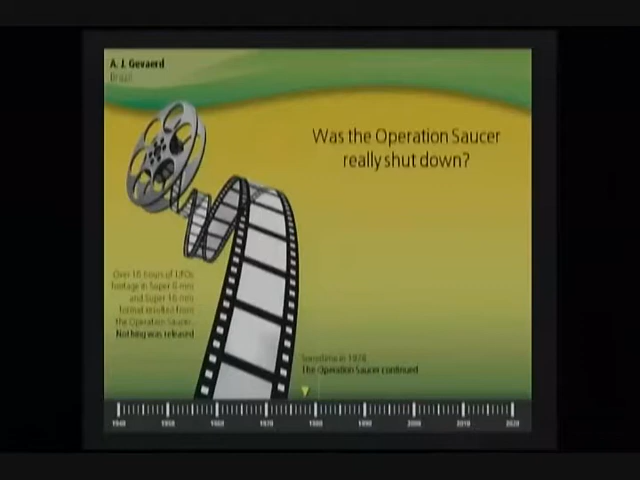 A. J. Gevaerd
Brazil
Was the Operation Saucer
really shut down?
Over 16 hours of UFOs
footage in Super 8 mm
and Super 16 mm
format resulted from
the Operation Saucer...
Nothing was released
Sometime in 1978
The Operation Saucer continued
1940 1950 1960 1970 1980 1990 2000 2010 2020